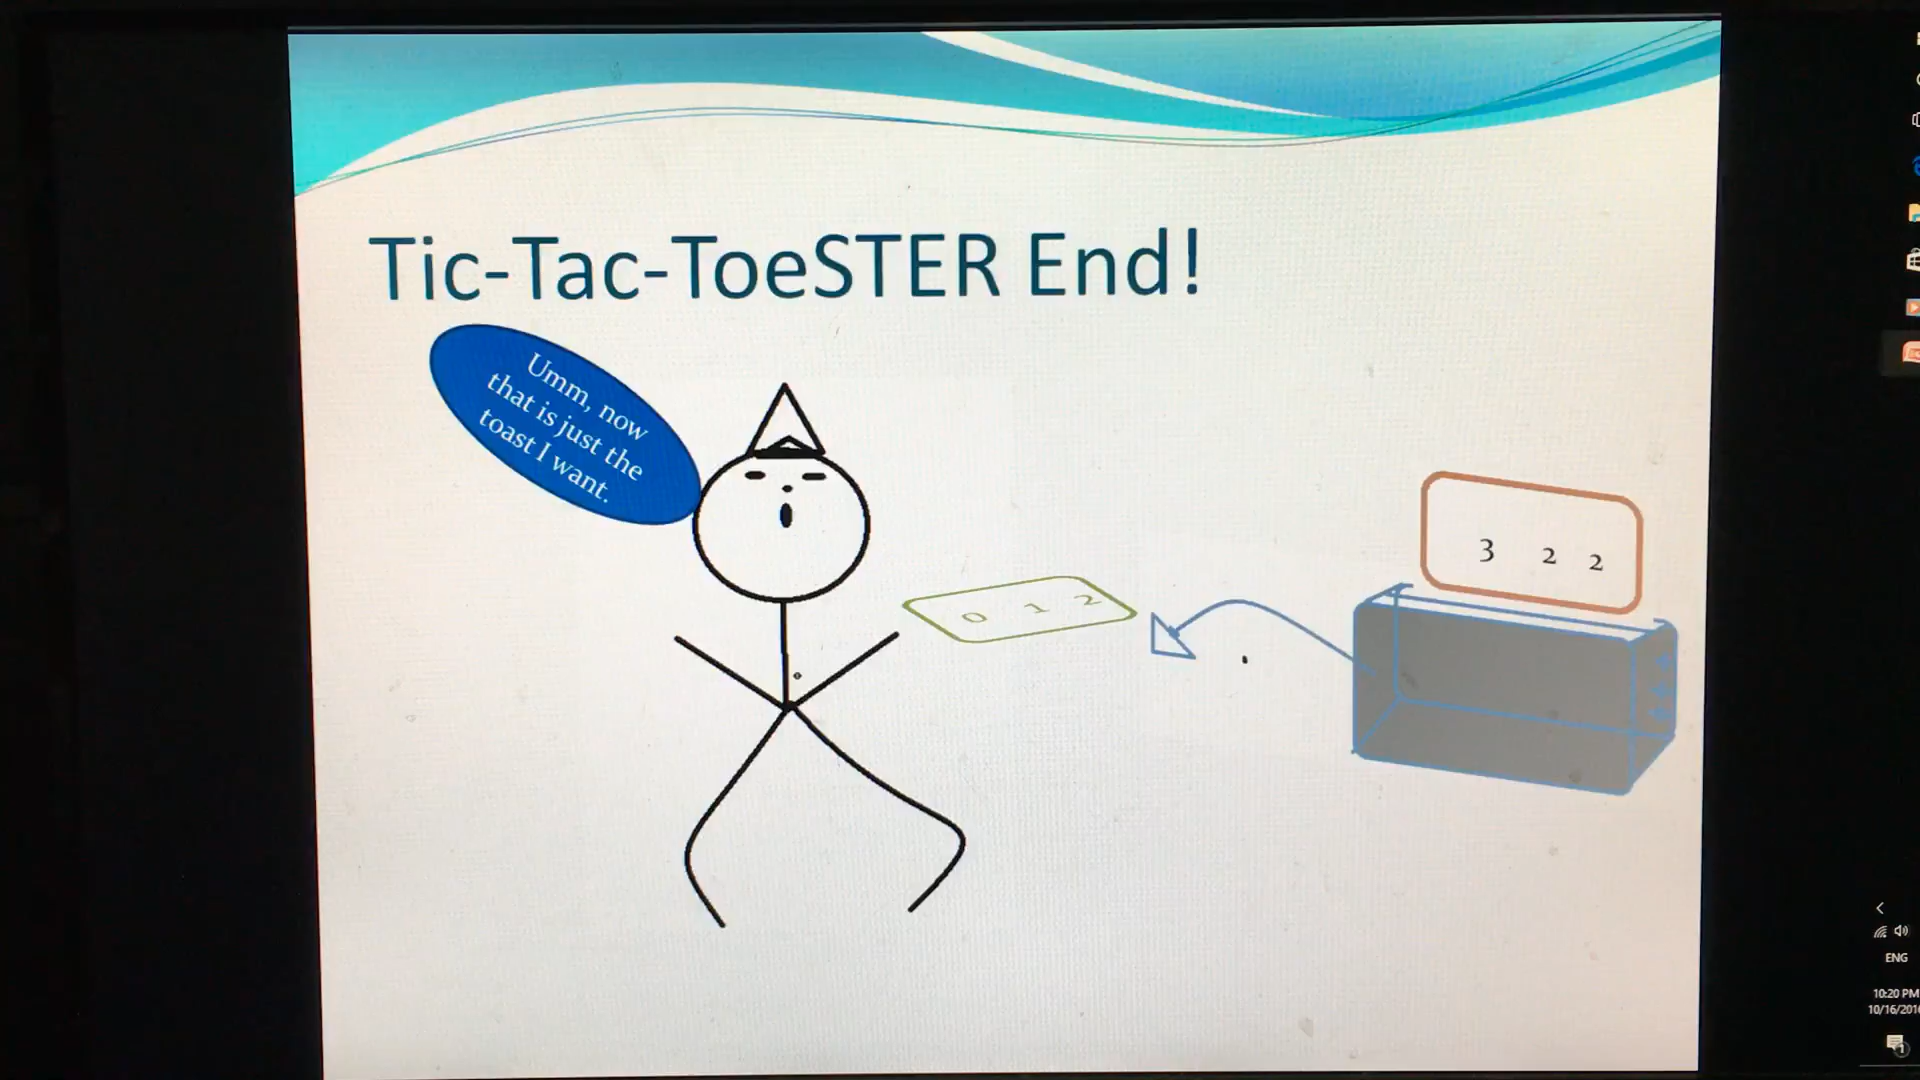 Tic-Tac-ToeSTER End!
Umm, now
that is just the
toast I want.
3 2 2
0 1 2
ENG
10:20 PM